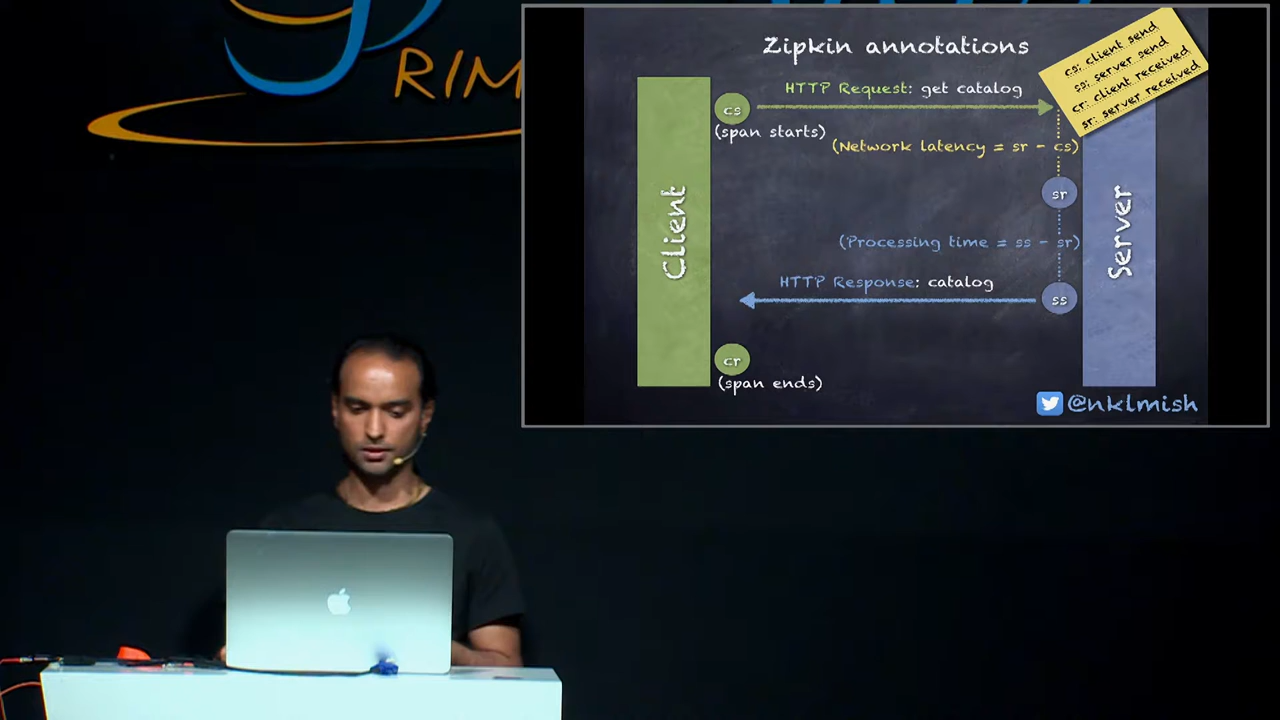 RIM
Zipkin annotations
cs: client send
ss: server send
cr: client received
sr: server received
HTTP Request: get catalog
cs
(span starts)
(Network latency = sr - cs)
sr
Client
Server
(Processing time = ss - sr)
HTTP Response: catalog
ss
cr
(span ends)
@nklmish